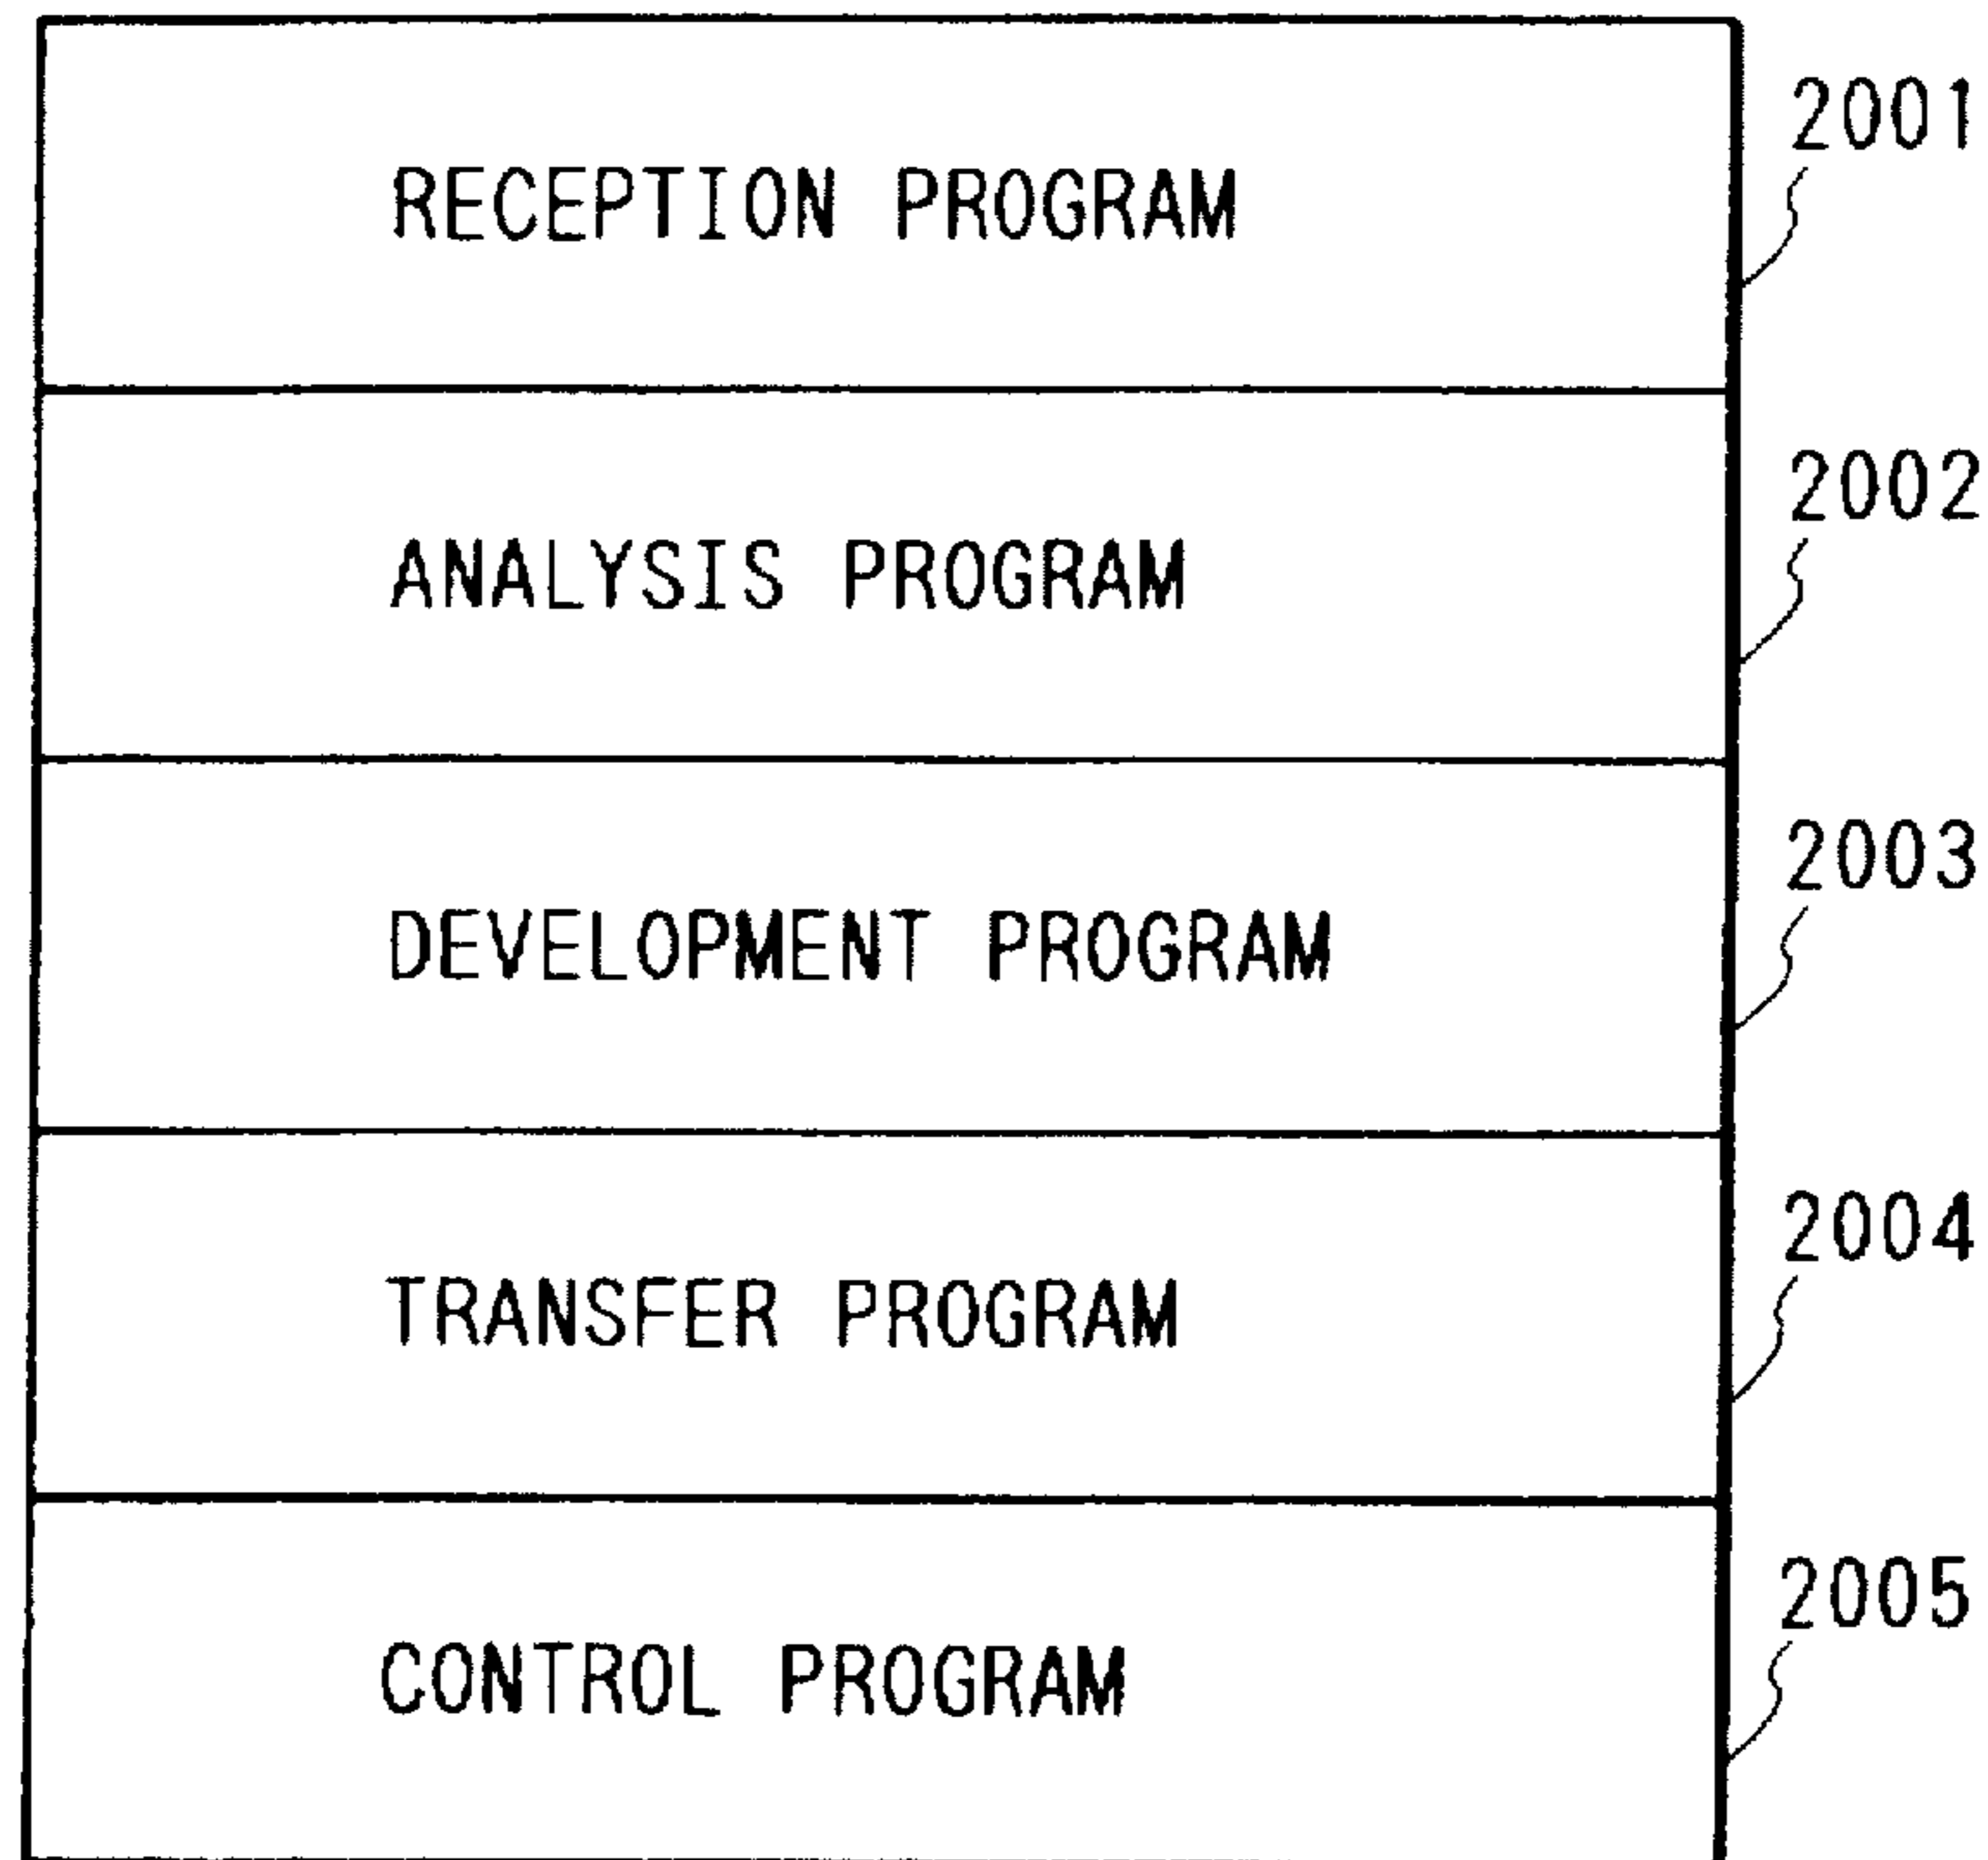 2001
RECEPTION PROGRAM
2002
ANALYSIS PROGRAM
2003
DEVELOPMENT PROGRAM
2004
TRANSFER PROGRAM
2005
CONTROL PROGRAM